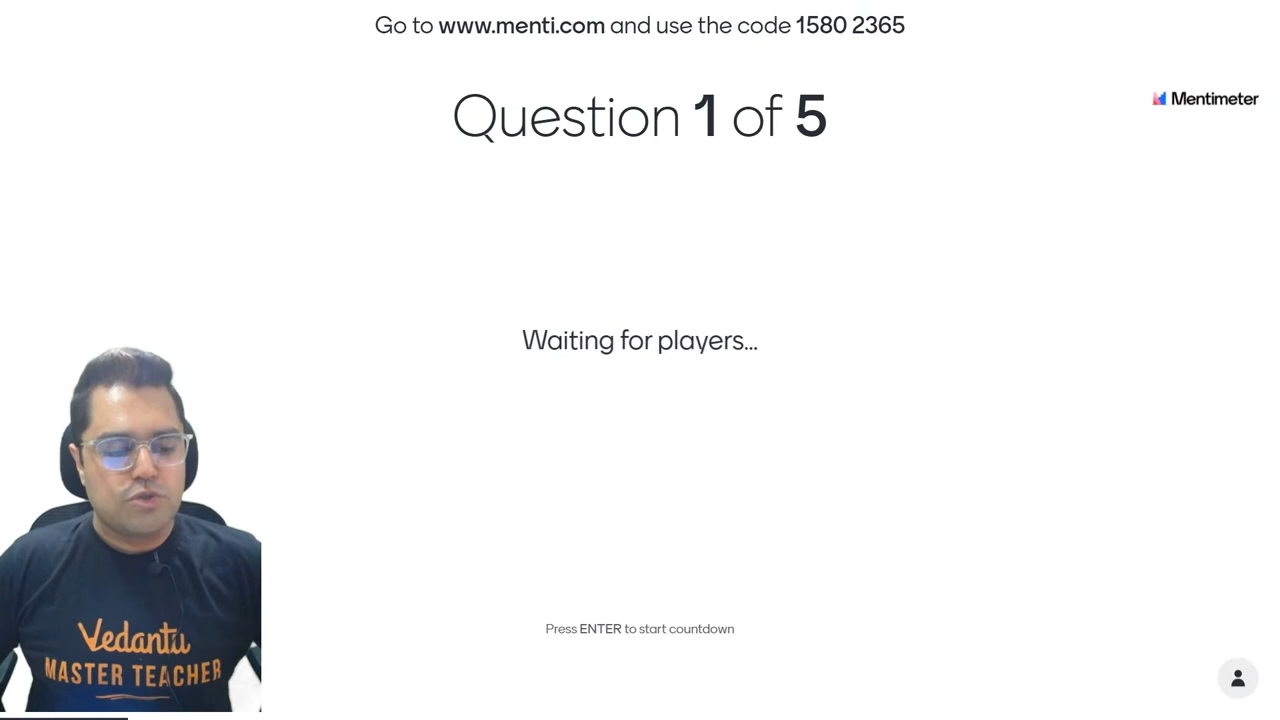 Go to www.menti.com and use the code 1580 2365
Question 1 of 5
Mentimeter
Waiting for players...
Press ENTER to start countdown
Vedantu
MASTER TEACHER